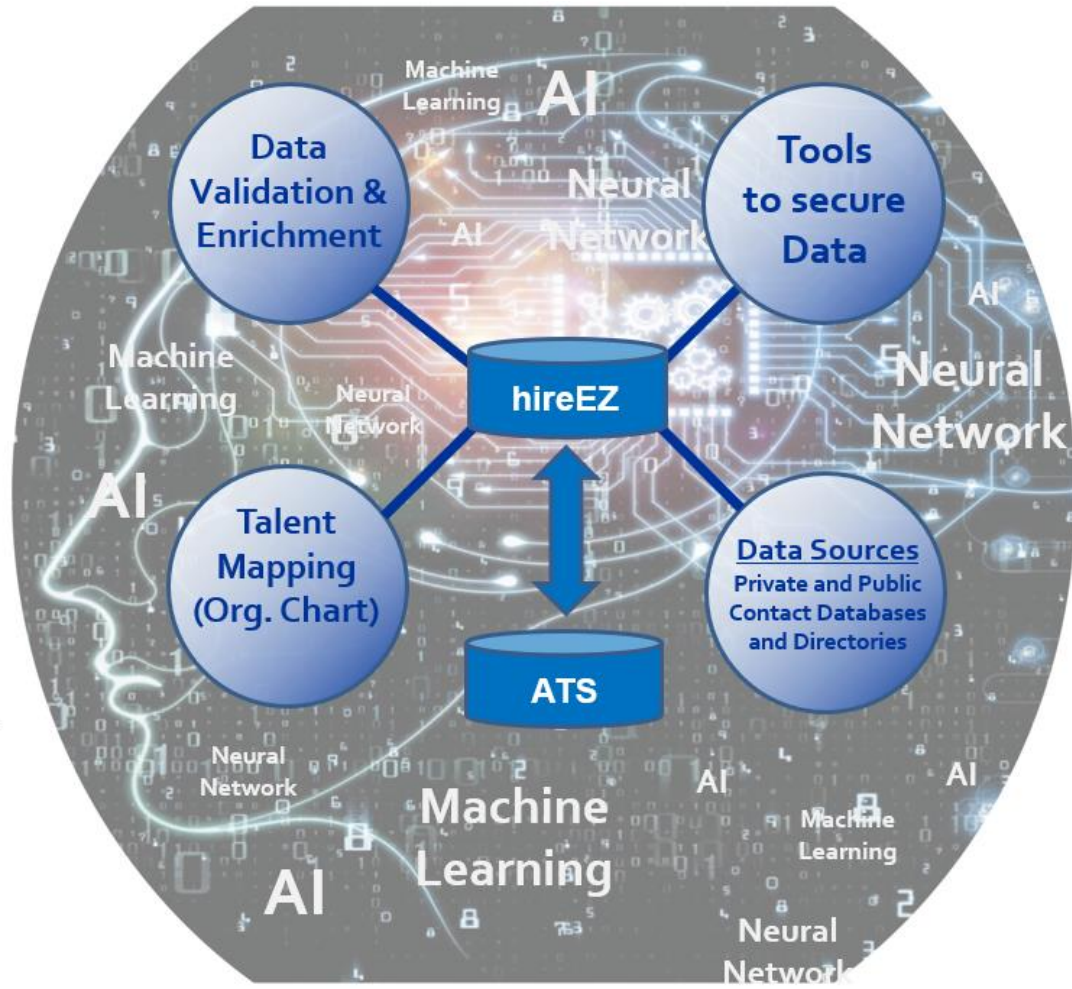 Machine
Learning
AI
Data
Validation &
Enrichment
Tools
to secure
Data
Neural
Network
AI
AI
hireEZ
Machine
Learning
Neural
Network
Neural
Network
AI
Talent
Mapping
(Org. Chart)
Data Sources
Private and Public
Contact Databases
and Directories
ATS
Neural
Network
Machine
Learning
AI
AI
Machine
Learning
AI
Neural
Network